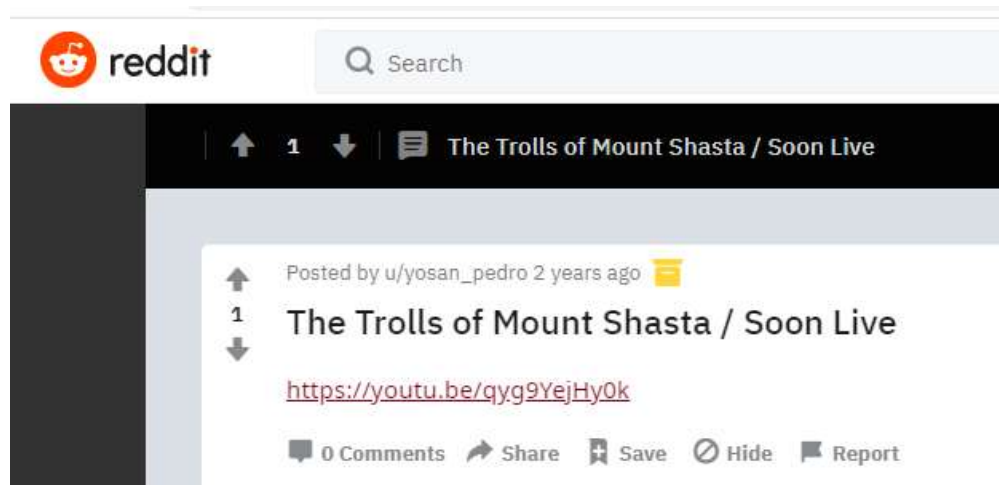 reddit
Search
1
The Trolls of Mount Shasta / Soon Live
Posted by u/yosan_pedro 2 years ago
1
The Trolls of Mount Shasta / Soon Live
https://youtu.be/qyg9YejHy0k
0 Comments Share Save Hide Report